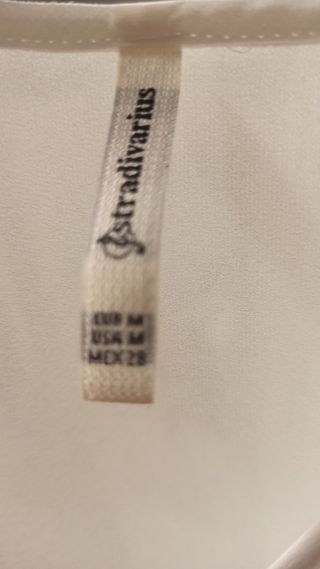 stradivarius
EUR M
USA M
MEX 28